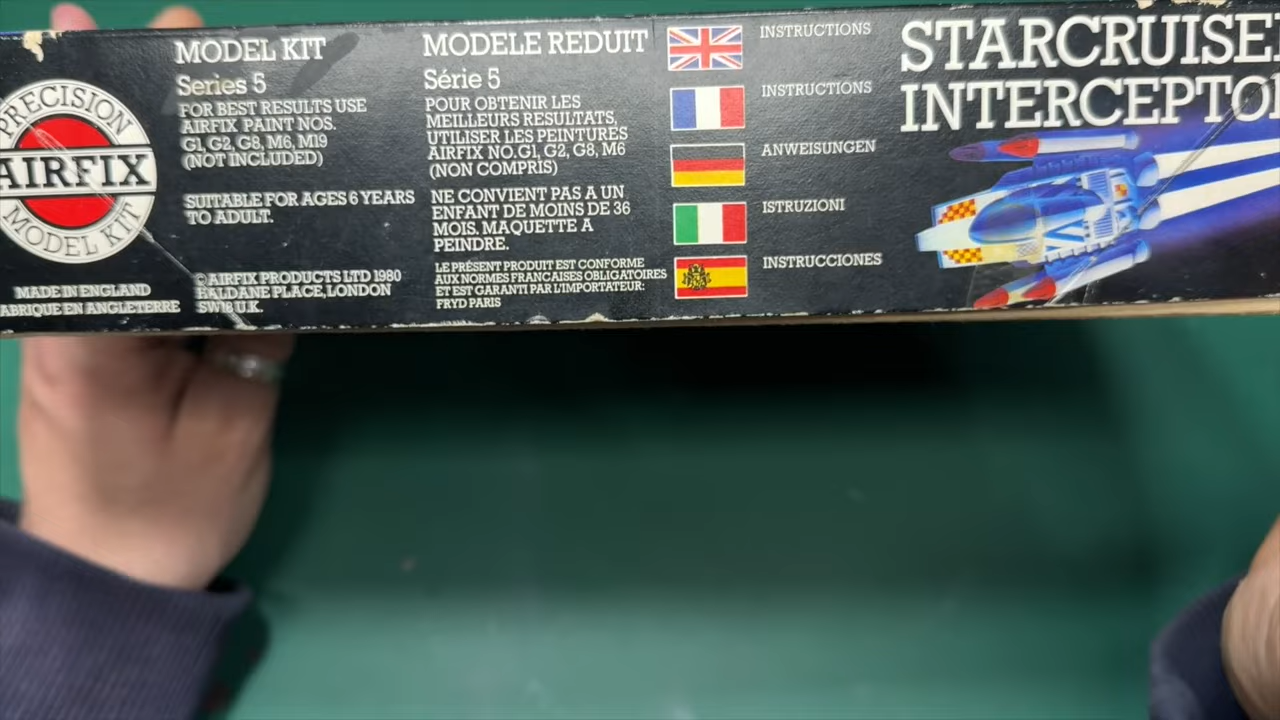 PRECISION
AIRFIX
MODEL KIT
MADE IN ENGLAND
ABRIQUE EN ANGLETERRE
MODEL KIT
Series 5
FOR BEST RESULTS USE
AIRFIX PAINT NOS.
G1, G2, G8, M6, M19
(NOT INCLUDED)
SUITABLE FOR AGES 6 YEARS
TO ADULT.
©AIRFIX PRODUCTS LTD 1980
HALDANE PLACE, LONDON
SW18 U.K.
MODELE REDUIT
Série 5
POUR OBTENIR LES
MEILLEURS RESULTATS,
UTILISER LES PEINTURES
AIRFIX NO. G1, G2, G8, M6
(NON COMPRIS)
NE CONVIENT PAS A UN
ENFANT DE MOINS DE 36
MOIS. MAQUETTE A
PEINDRE.
LE PRÉSENT PRODUIT EST CONFORME
AUX NORMES FRANÇAISES OBLIGATOIRES
ET EST GARANTI PAR L'IMPORTATEUR:
FRYD PARIS
INSTRUCTIONS
INSTRUCTIONS
ANWEISUNGEN
ISTRUZIONI
INSTRUCCIONES
STARCRUISE
INTERCEPTO